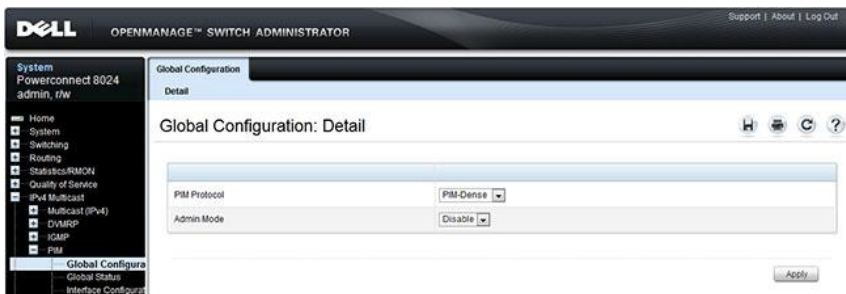 Support | About | Log Out
DELL OPENMANAGE™ SWITCH ADMINISTRATOR
System
Powerconnect 8024
admin, r/w
Home
System
Switching
Routing
Statistics/RMON
Quality of Service
IPv4 Multicast
Multicast (IPv4)
DVMRP
IGMP
PIM
Global Configura
Global Status
Interface Configurat
Global Configuration
Detail
Global Configuration: Detail
PIM Protocol PIM-Dense
Admin Mode Disable
Apply